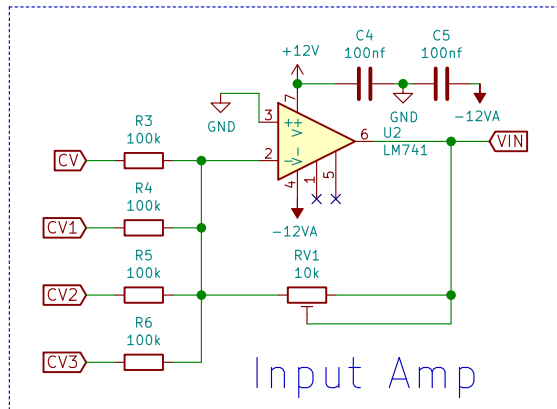 C4
100nf
C5
100nf
+12V
GND
-12VA
GND
7
3
2
V+
+
V-
-
4
1
5
6
U2
LM741
VIN
-12VA
R3
100k
CV
R4
100k
CV1
R5
100k
CV2
R6
100k
CV3
RV1
10k
Input Amp